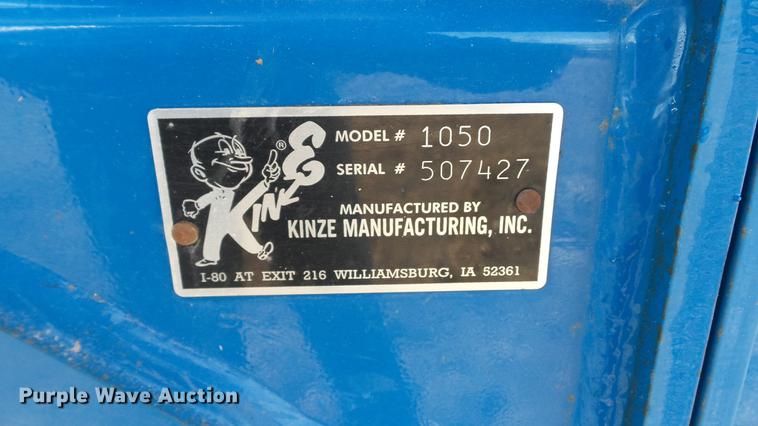 MODEL # 1050
SERIAL # 507427
KINZE ®
MANUFACTURED BY
KINZE MANUFACTURING, INC.
I-80 AT EXIT 216 WILLIAMSBURG, IA 52361
Purple Wave Auction